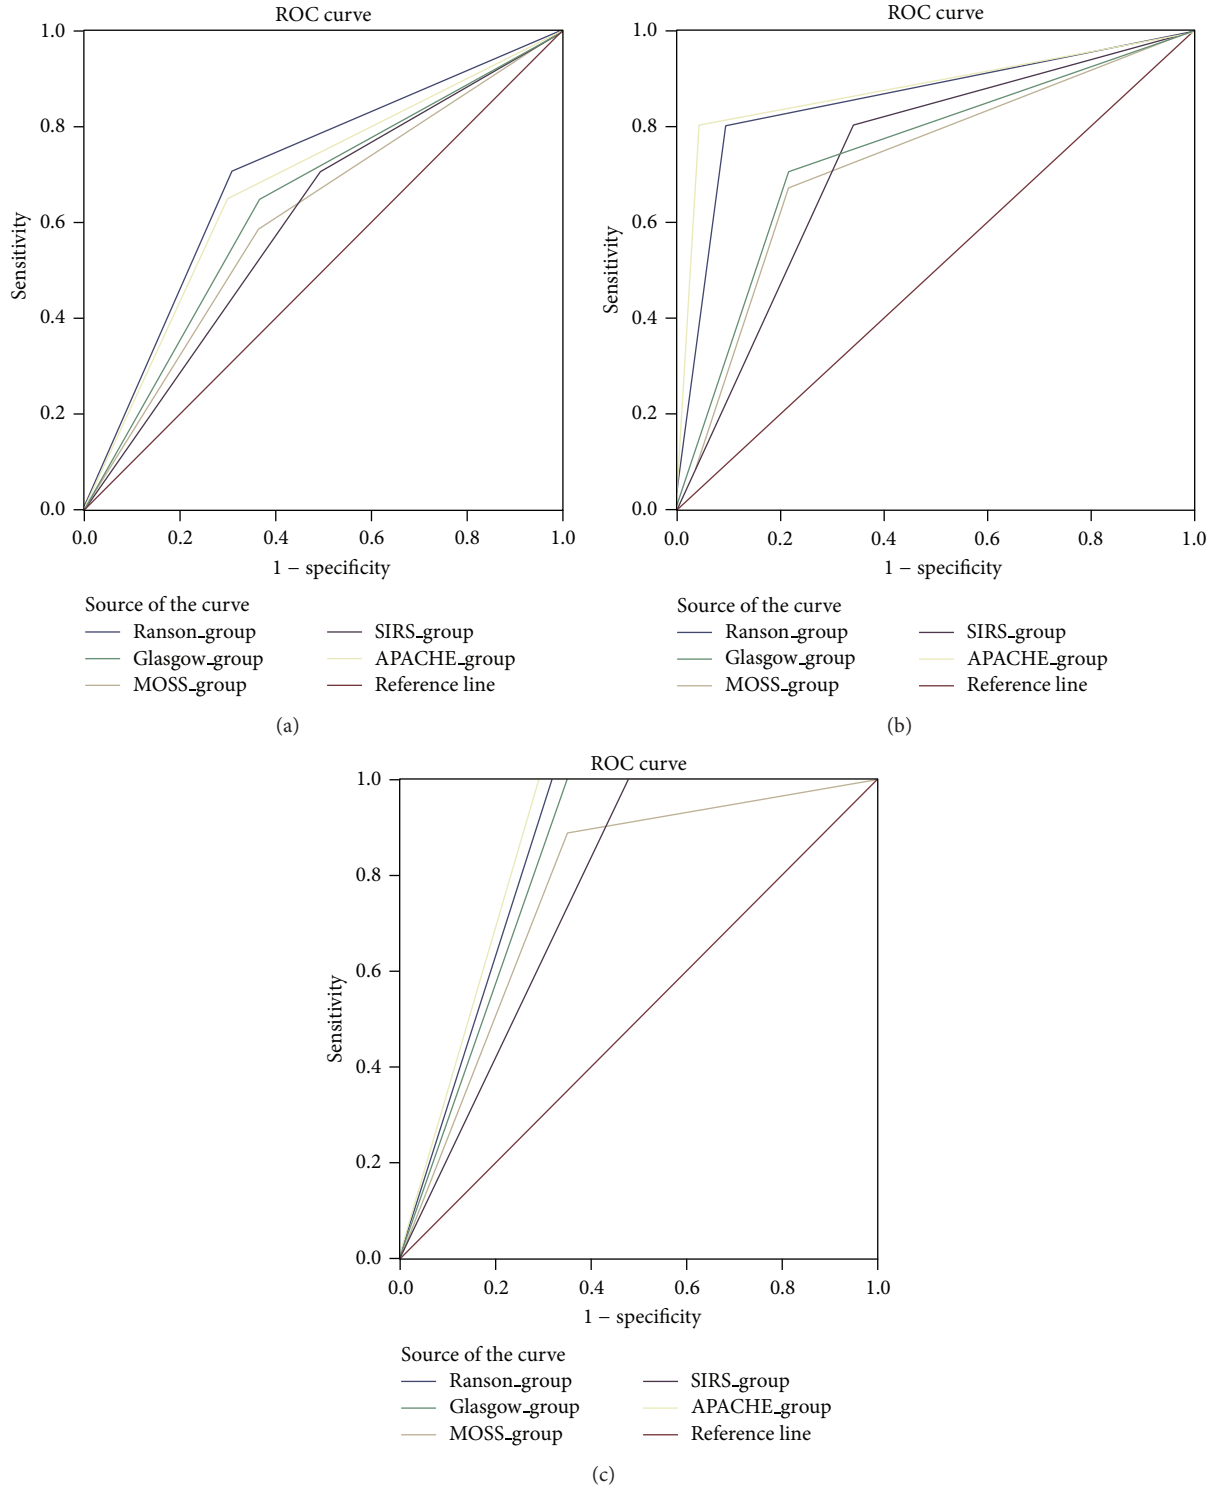 ROC curve
1.0
0.8
0.6
0.4
0.2
0.0
Sensitivity
0.0 0.2 0.4 0.6 0.8 1.0
1 − specificity
Source of the curve
Ranson_group SIRS_group
Glasgow_group APACHE_group
MOSS_group Reference line
(a)
ROC curve
1.0
0.8
0.6
0.4
0.2
0.0
Sensitivity
0.0 0.2 0.4 0.6 0.8 1.0
1 − specificity
Source of the curve
Ranson_group SIRS_group
Glasgow_group APACHE_group
MOSS_group Reference line
(b)
ROC curve
1.0
0.8
0.6
0.4
0.2
0.0
Sensitivity
0.0 0.2 0.4 0.6 0.8 1.0
1 − specificity
Source of the curve
Ranson_group SIRS_group
Glasgow_group APACHE_group
MOSS_group Reference line
(c)